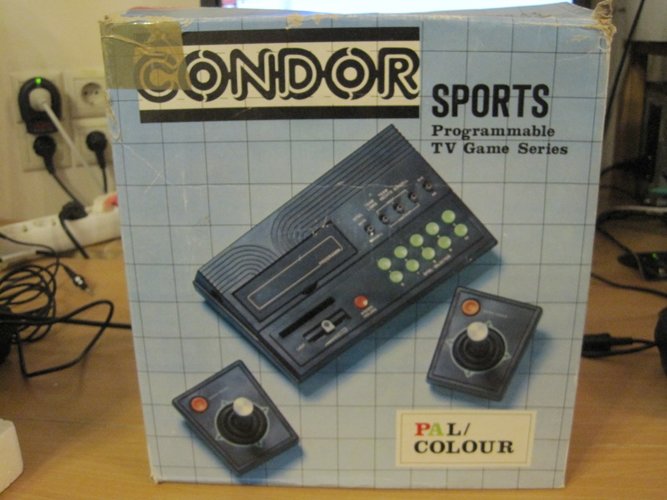 CONDOR
SPORTS
Programmable
TV Game Series
PAL/
COLOUR